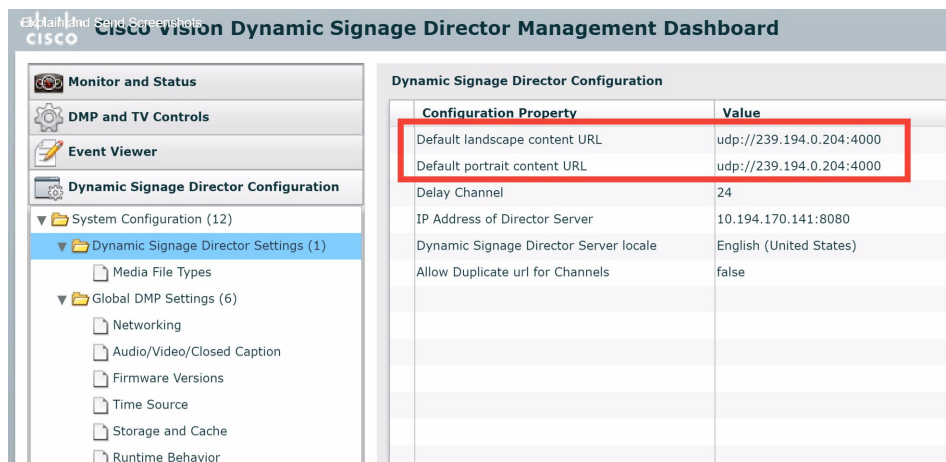 Explain and Send Screenshots
CISCO
Cisco Vision Dynamic Signage Director Management Dashboard
Monitor and Status
DMP and TV Controls
Event Viewer
Dynamic Signage Director Configuration
System Configuration (12)
Dynamic Signage Director Settings (1)
Media File Types
Global DMP Settings (6)
Networking
Audio/Video/Closed Caption
Firmware Versions
Time Source
Storage and Cache
Runtime Behavior
Dynamic Signage Director Configuration
Configuration Property Value
Default landscape content URL udp://239.194.0.204:4000
Default portrait content URL udp://239.194.0.204:4000
Delay Channel 24
IP Address of Director Server 10.194.170.141:8080
Dynamic Signage Director Server locale English (United States)
Allow Duplicate url for Channels false